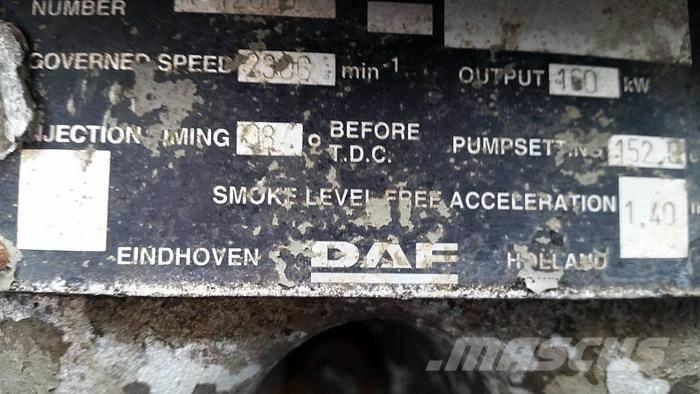 NUMBER
GOVERNED SPEED 2300 min⁻¹ OUTPUT 160 kW
INJECTION TIMING ° BEFORE T.D.C. PUMPSETTING 152.8
SMOKE LEVEL FREE ACCELERATION 1.40
EINDHOVEN DAF HOLLAND
MASCUS